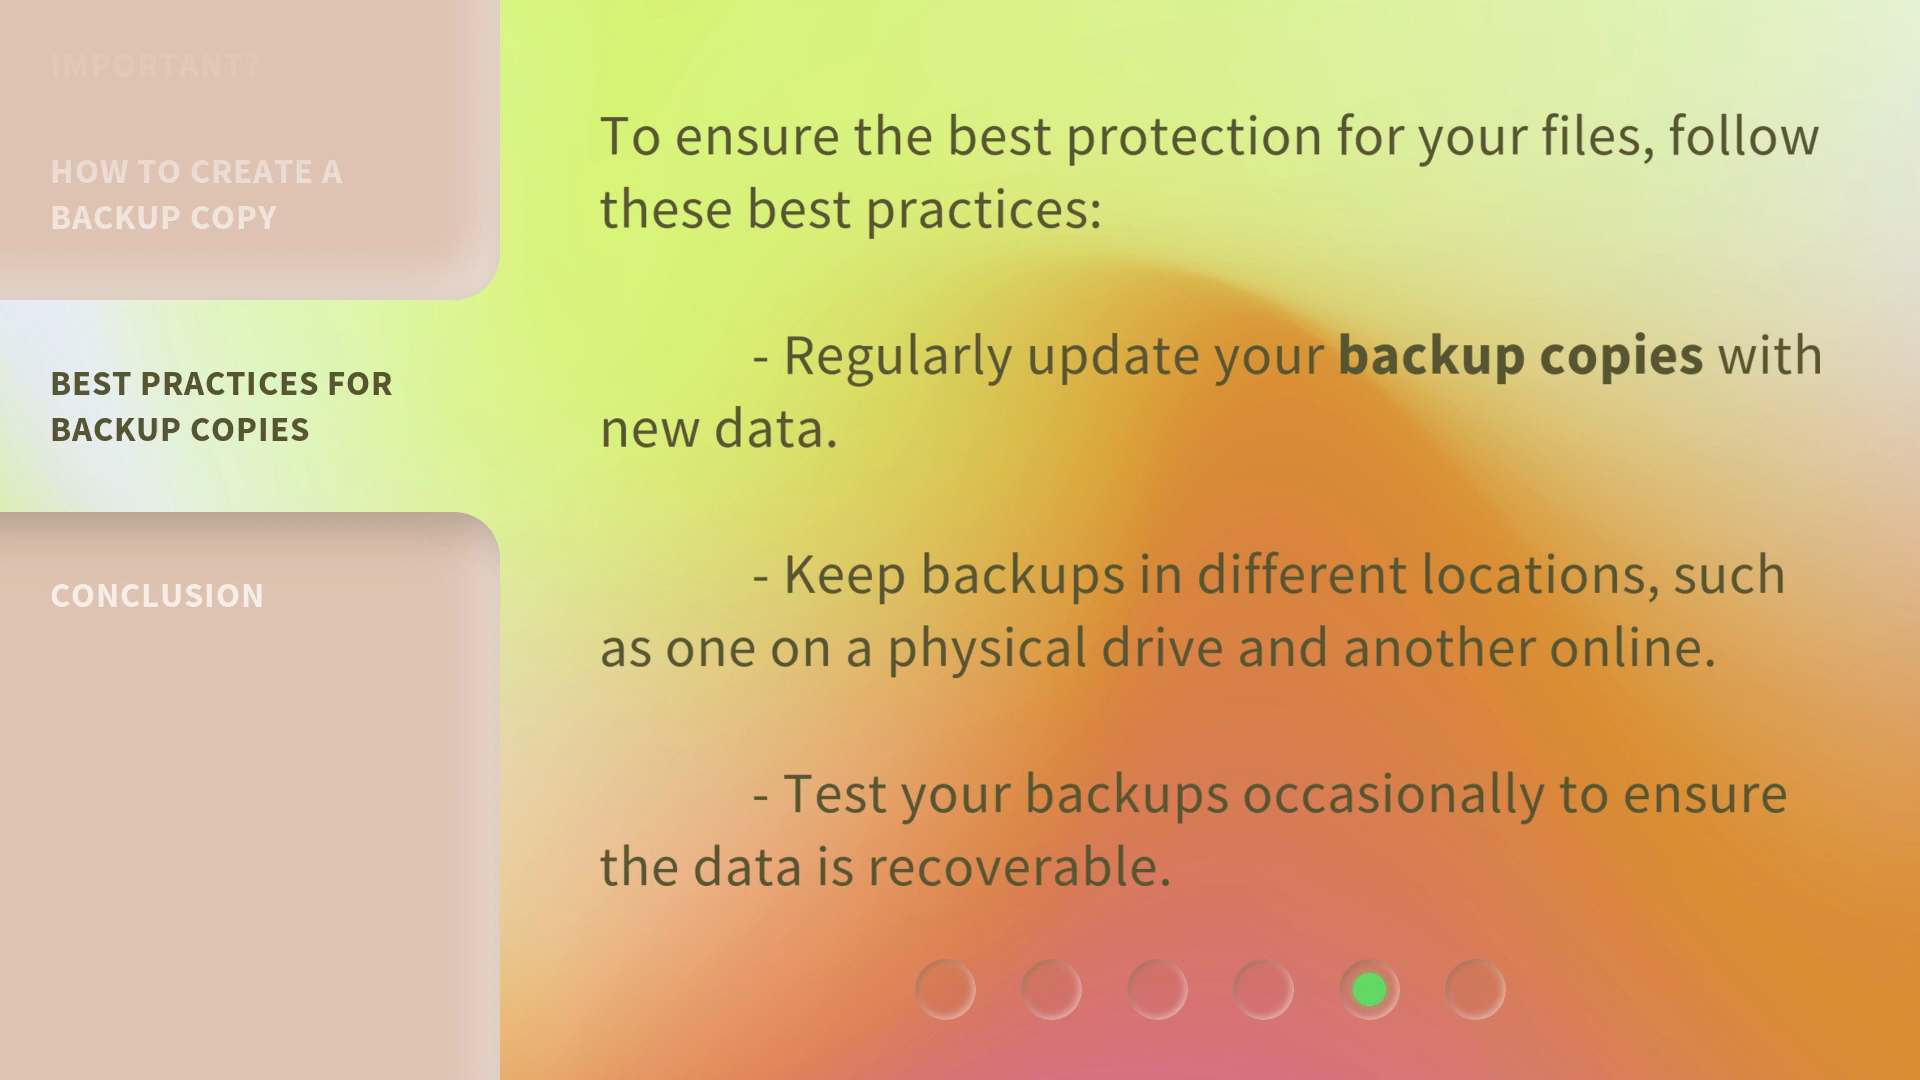 IMPORTANT?
HOW TO CREATE A
BACKUP COPY
BEST PRACTICES FOR
BACKUP COPIES
CONCLUSION
To ensure the best protection for your files, follow
these best practices:
- Regularly update your backup copies with
new data.
- Keep backups in different locations, such
as one on a physical drive and another online.
- Test your backups occasionally to ensure
the data is recoverable.